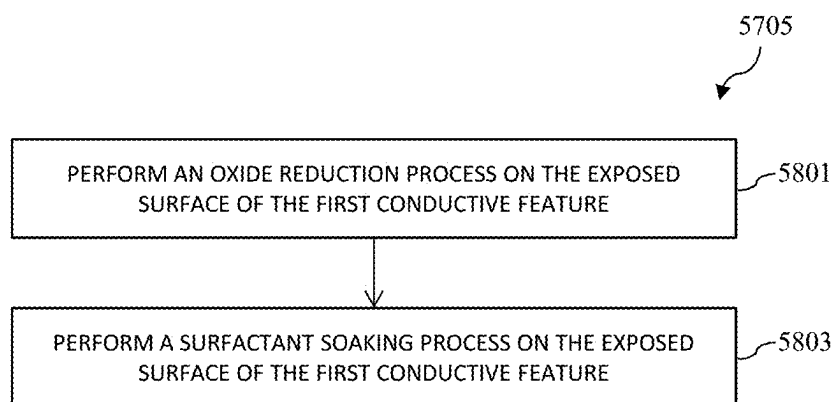 5705
PERFORM AN OXIDE REDUCTION PROCESS ON THE EXPOSED
SURFACE OF THE FIRST CONDUCTIVE FEATURE
5801
PERFORM A SURFACTANT SOAKING PROCESS ON THE EXPOSED
SURFACE OF THE FIRST CONDUCTIVE FEATURE
5803